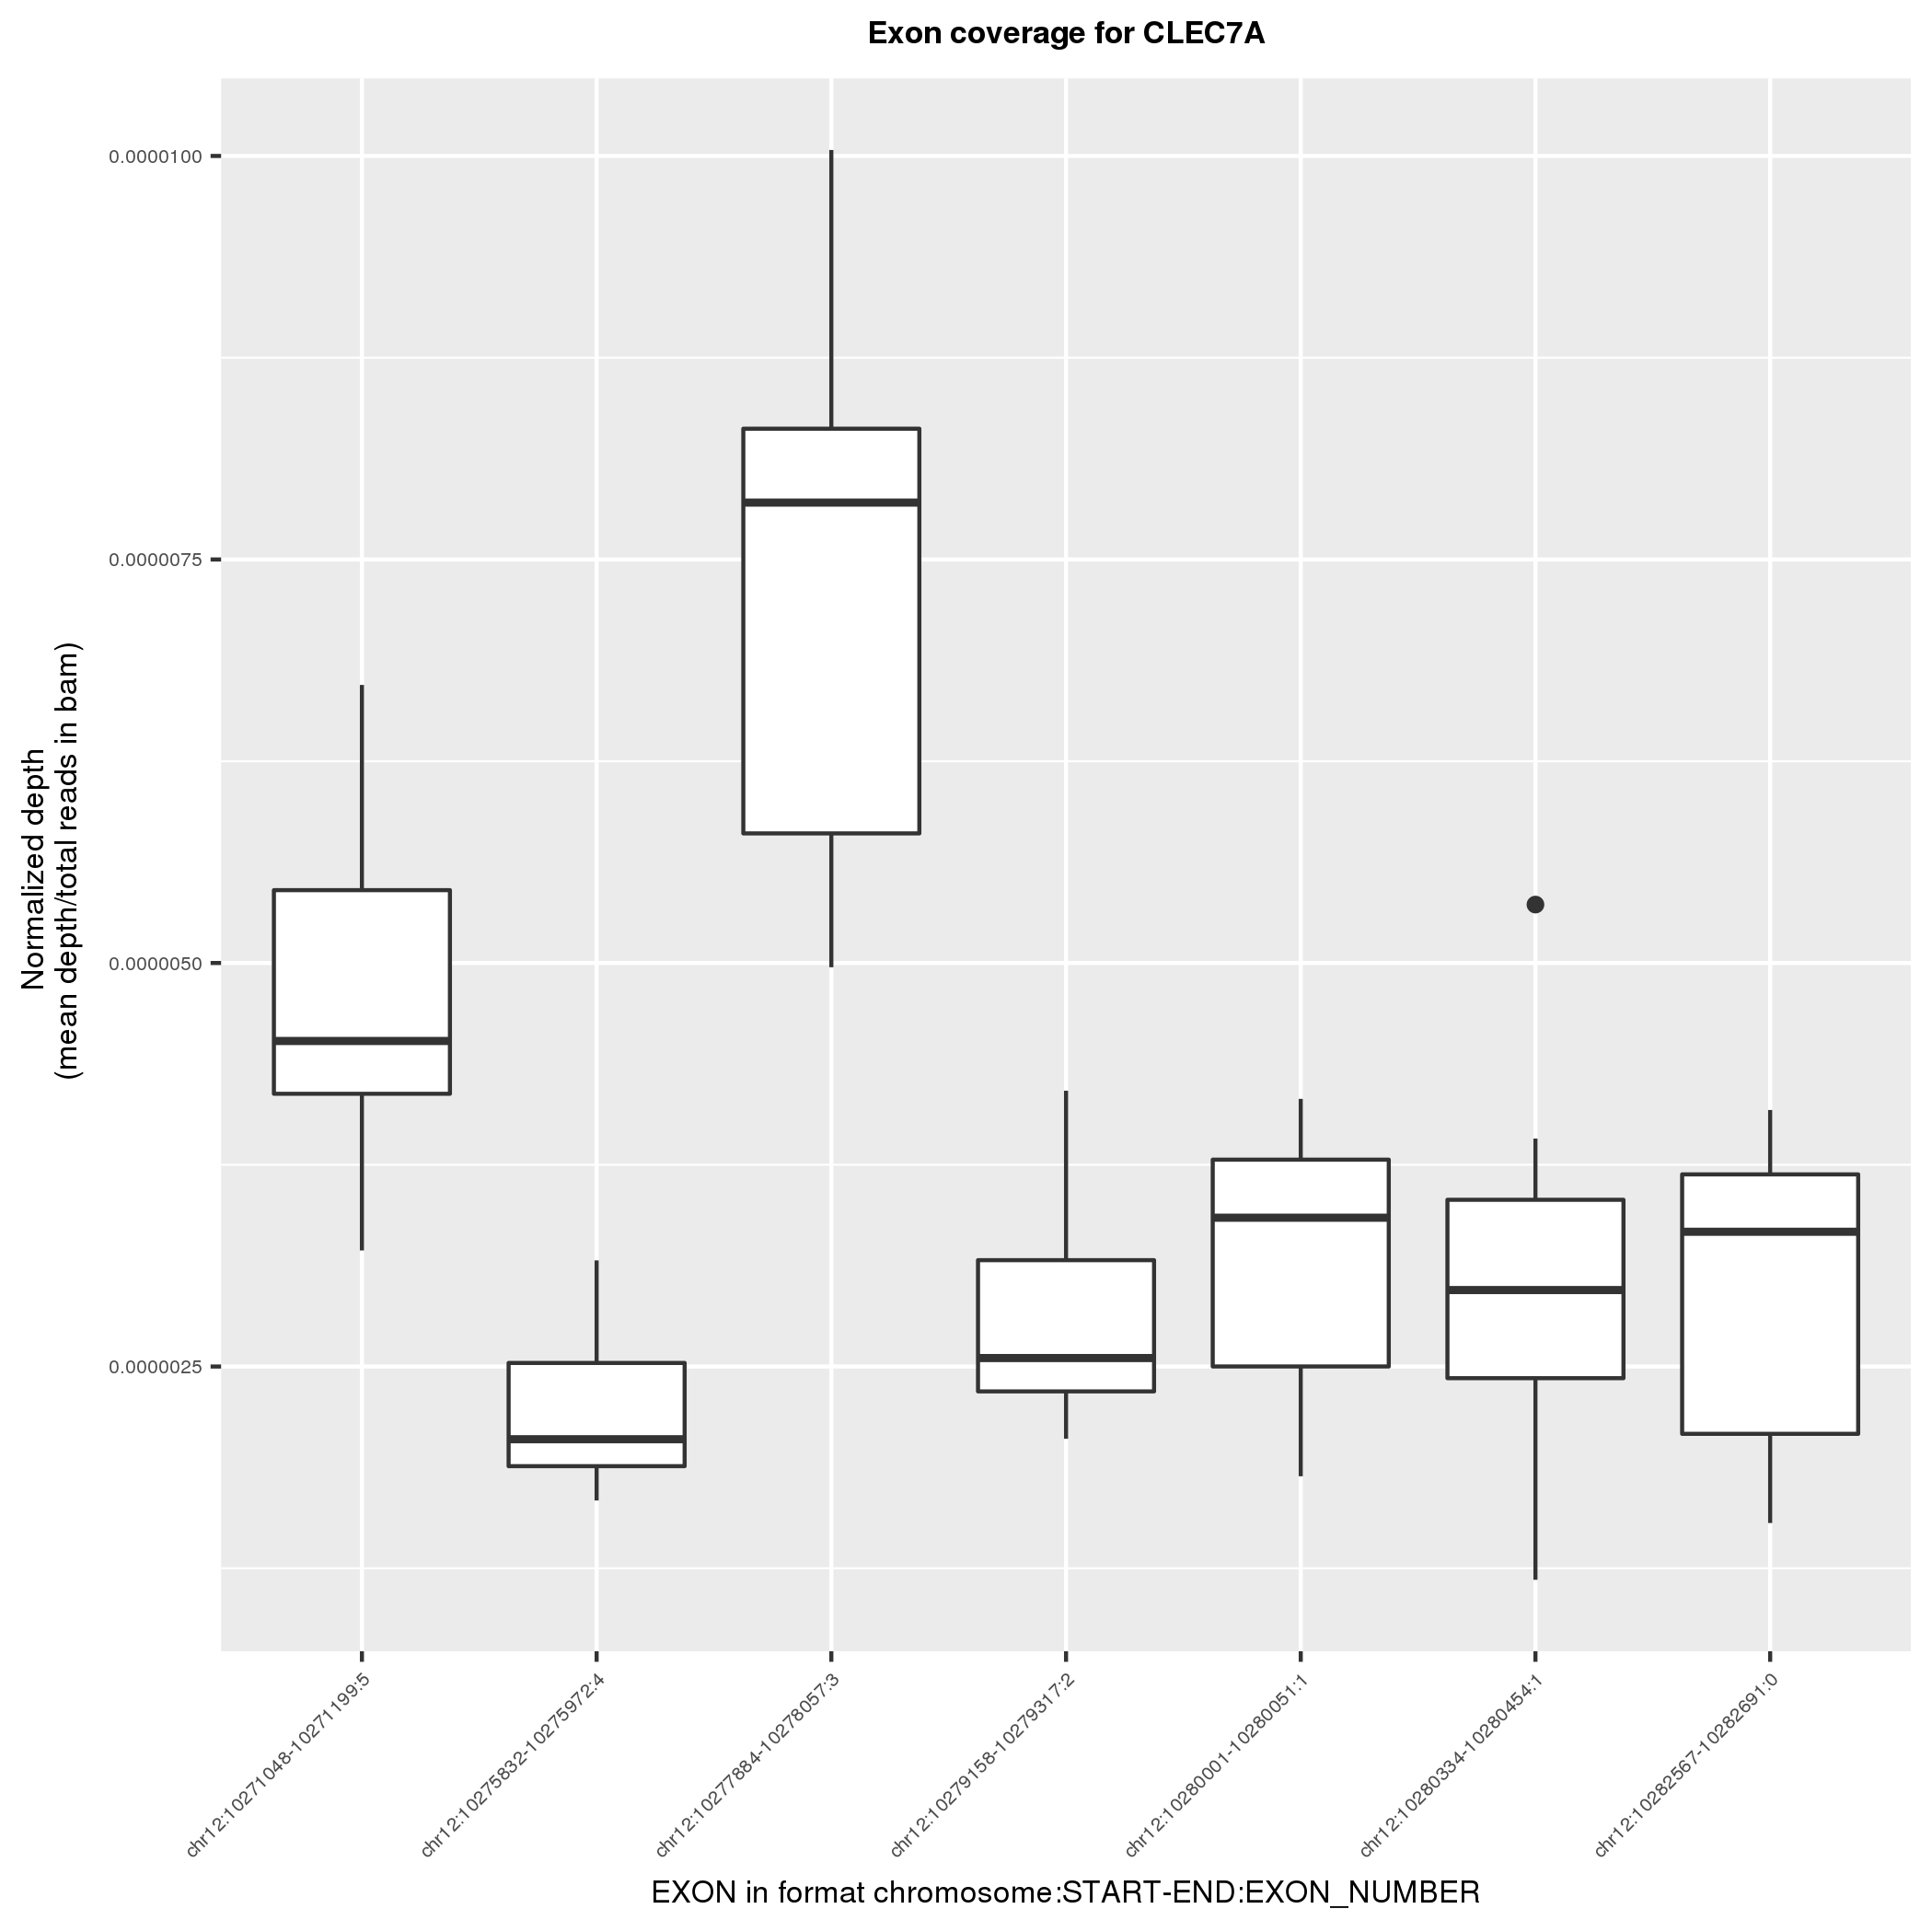 Exon coverage for CLEC7A
0.0000100
0.0000075
0.0000050
0.0000025
Normalized depth
(mean depth/total reads in bam)
chr12:10271048-10271199:5
chr12:10275832-10275972:4
chr12:10277884-10278057:3
chr12:10279158-10279317:2
chr12:10280001-10280051:1
chr12:10280334-10280454:1
chr12:10282567-10282691:0
EXON in format chromosome:START-END:EXON_NUMBER